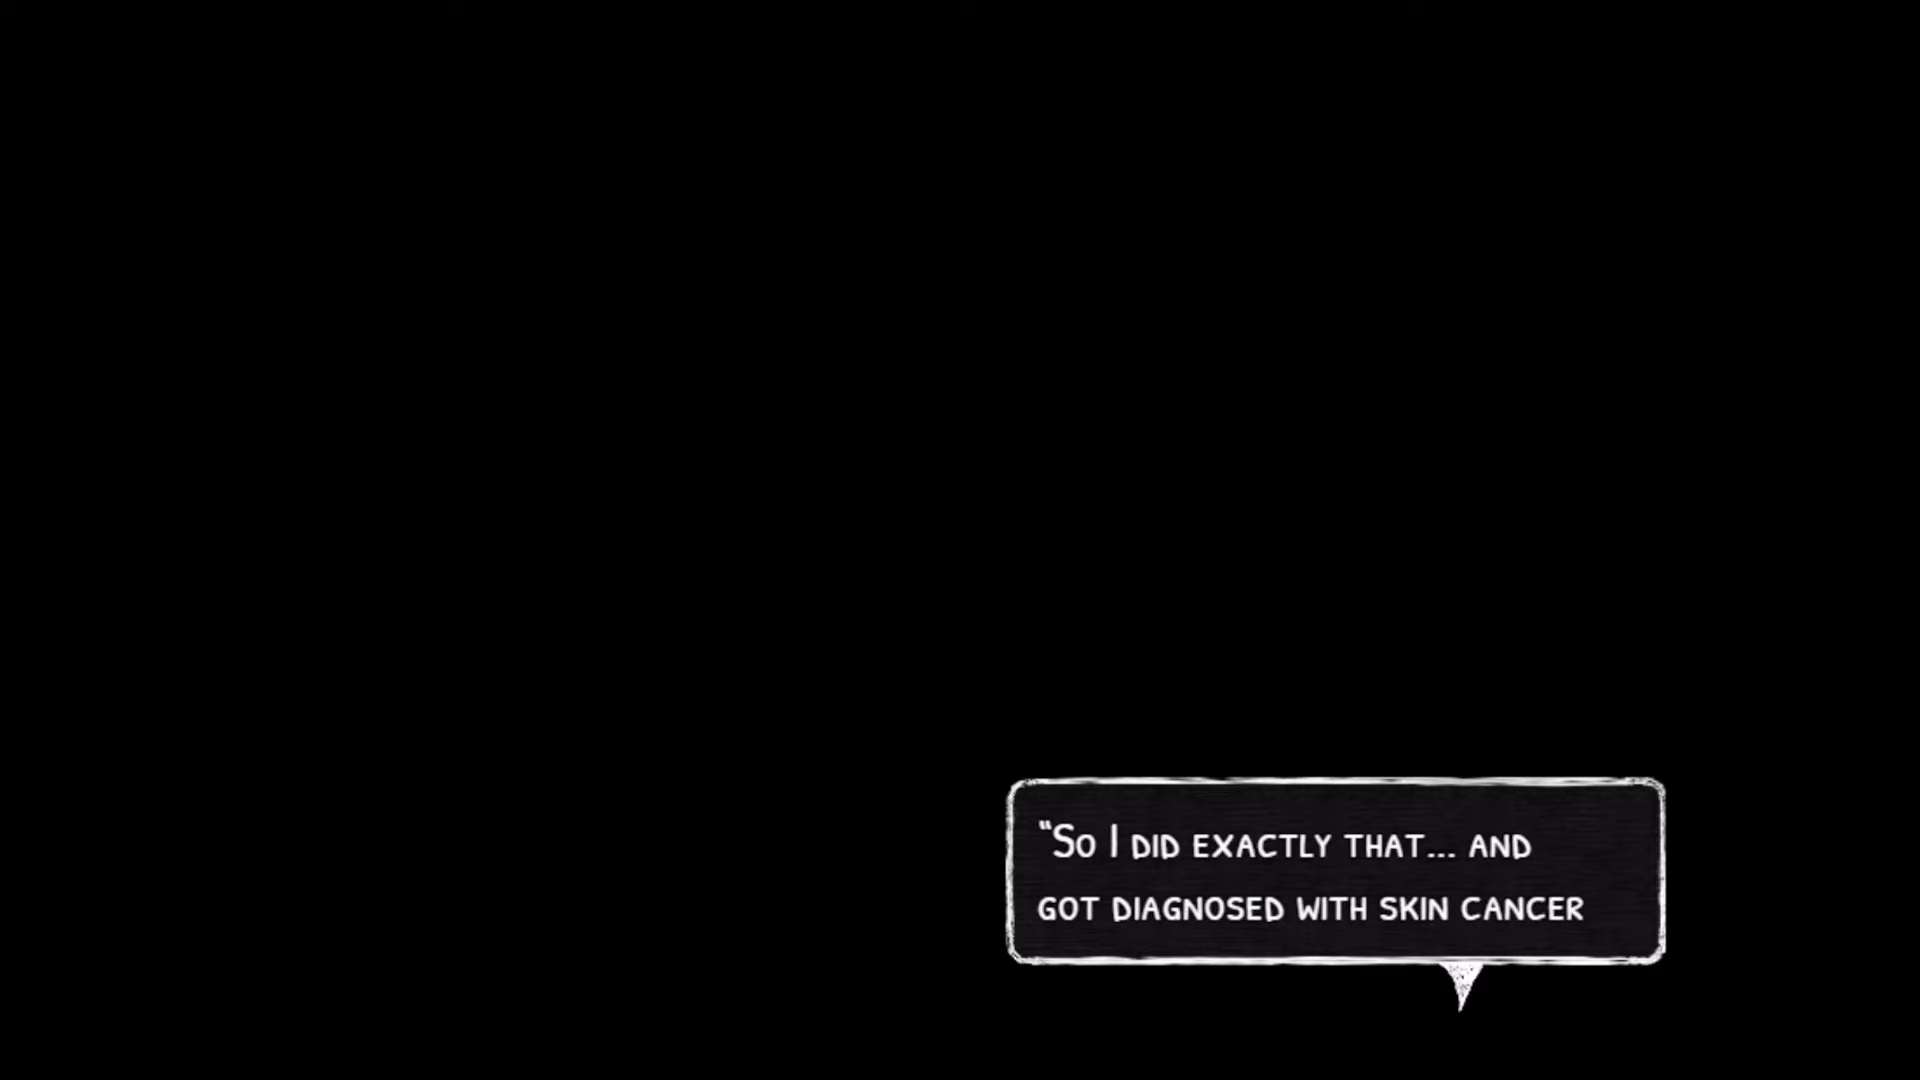 “So I did exactly that... and
got diagnosed with skin cancer